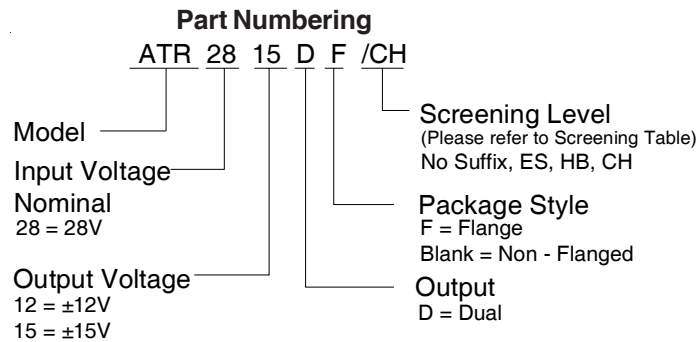 Part Numbering
ATR 28 15 D F /CH
Model
Input Voltage
Nominal
28 = 28V
Output Voltage
12 = ±12V
15 = ±15V
Screening Level
(Please refer to Screening Table)
No Suffix, ES, HB, CH
Package Style
F = Flange
Blank = Non - Flanged
Output
D = Dual